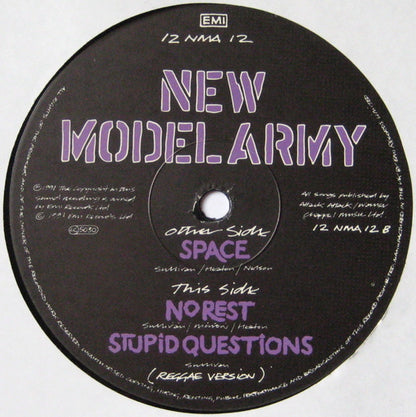 EMI
12 NMA 12
NEW
MODEL ARMY
℗1991 The Copyright in this
Sound Recording is owned
by Emi Records Ltd
©1991 Emi Records Ltd
All songs published by
Attack Attack/Warner
Chappell Music Ltd.
12 NMA 12 B
Other Side
SPACE
Sullivan/Heaton/Nelson
This Side
NO REST
Sullivan/Morrow/Heaton
STUPID QUESTIONS
Sullivan
(REGGAE VERSION)